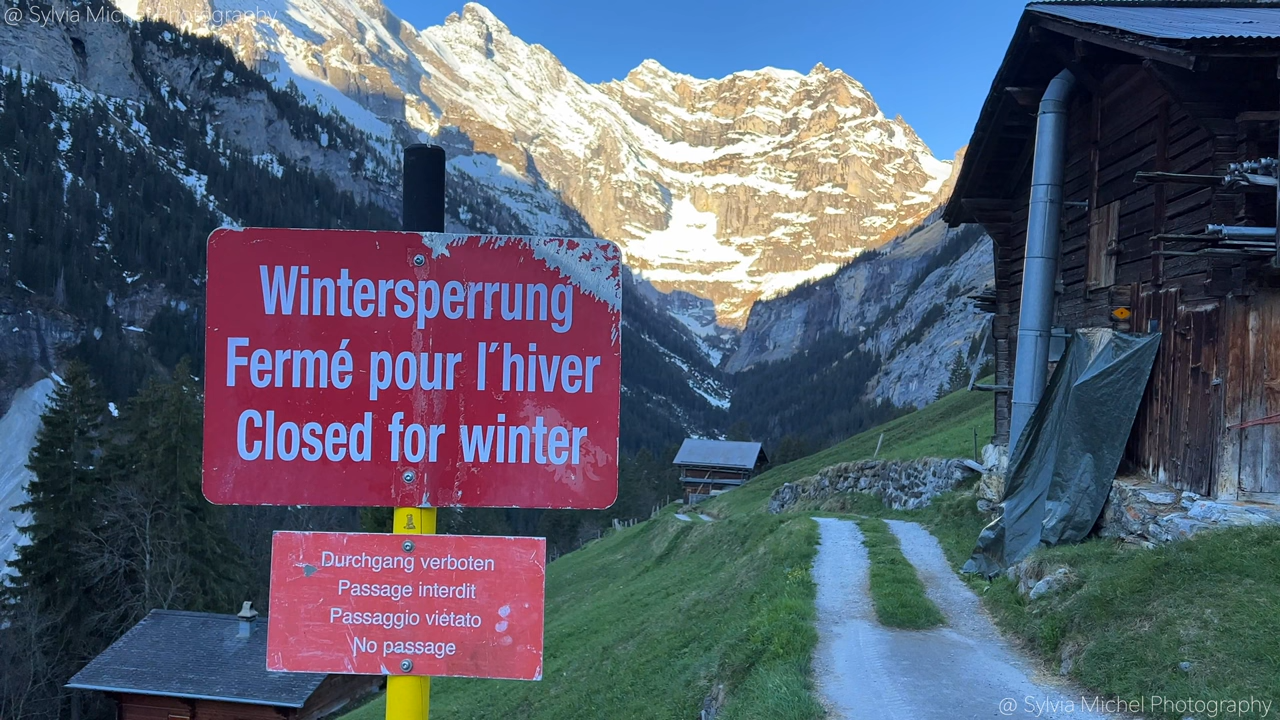 @ Sylvia Michel Photography
Wintersperrung
Fermé pour l´hiver
Closed for winter
Durchgang verboten
Passage interdit
Passaggio vietato
No passage
@ Sylvia Michel Photography